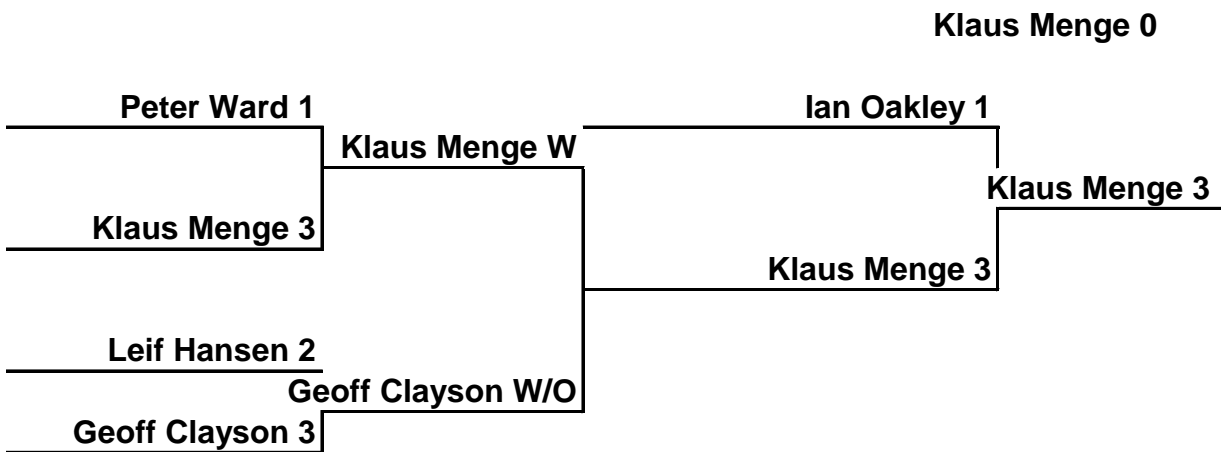 Klaus Menge 0
Peter Ward 1
Ian Oakley 1
Klaus Menge W
Klaus Menge 3
Klaus Menge 3
Klaus Menge 3
Leif Hansen 2
Geoff Clayson W/O
Geoff Clayson 3